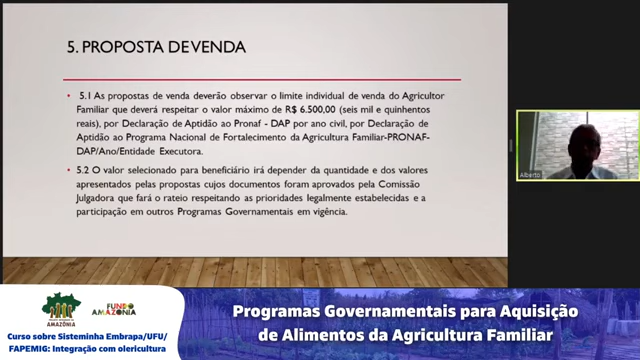 5. PROPOSTA DE VENDA
• 5.1 As propostas de venda deverão observar o limite individual de venda do Agricultor
Familiar que deverá respeitar o valor máximo de R$ 6.500,00 (seis mil e quinhentos
reais), por Declaração de Aptidão ao Pronaf - DAP por ano civil, por Declaração de
Aptidão ao Programa Nacional de Fortalecimento da Agricultura Familiar-PRONAF-
DAP/Ano/Entidade Executora.
• 5.2 O valor selecionado para beneficiário irá depender da quantidade e dos valores
apresentados pelas propostas cujos documentos foram aprovados pela Comissão
Julgadora que fará o rateio respeitando as prioridades legalmente estabelecidas e a
participação em outros Programas Governamentais em vigência.
Alberto
AMAZÔNIA
FUNDO
AMAZÔNIA
Curso sobre Sisteminha Embrapa/UFU/
FAPEMIG: Integração com olericultura
Programas Governamentais para Aquisição
de Alimentos da Agricultura Familiar